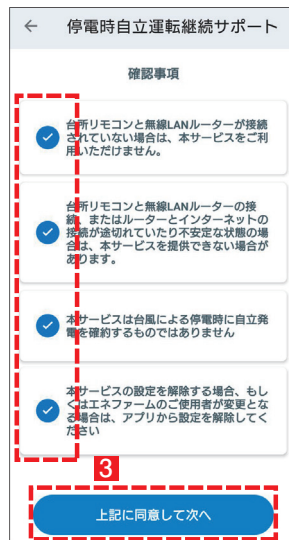 ← 停電時自立運転継続サポート
確認事項
台所リモコンと無線LANルーターが接続
されていない場合は、本サービスをご利
用いただけません。
台所リモコンと無線LANルーターの接
続、またはルーターとインターネットの
接続が途切れていたり不安定な状態の場
合は、本サービスを提供できない場合が
あります。
本サービスは台風による停電時に自立発
電を確約するものではありません
本サービスの設定を解除する場合、もし
くはエネファームのご使用者が変更とな
る場合は、アプリから設定を解除してく
ださい
3
上記に同意して次へ